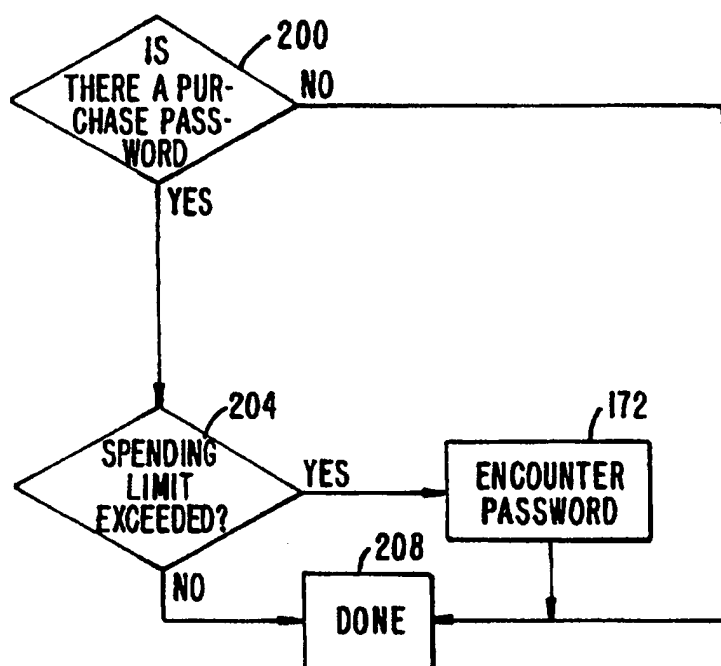 200
IS
THERE A PUR-
CHASE PASS-
WORD
NO
YES
204
SPENDING
LIMIT
EXCEEDED?
YES
172
ENCOUNTER
PASSWORD
NO
208
DONE